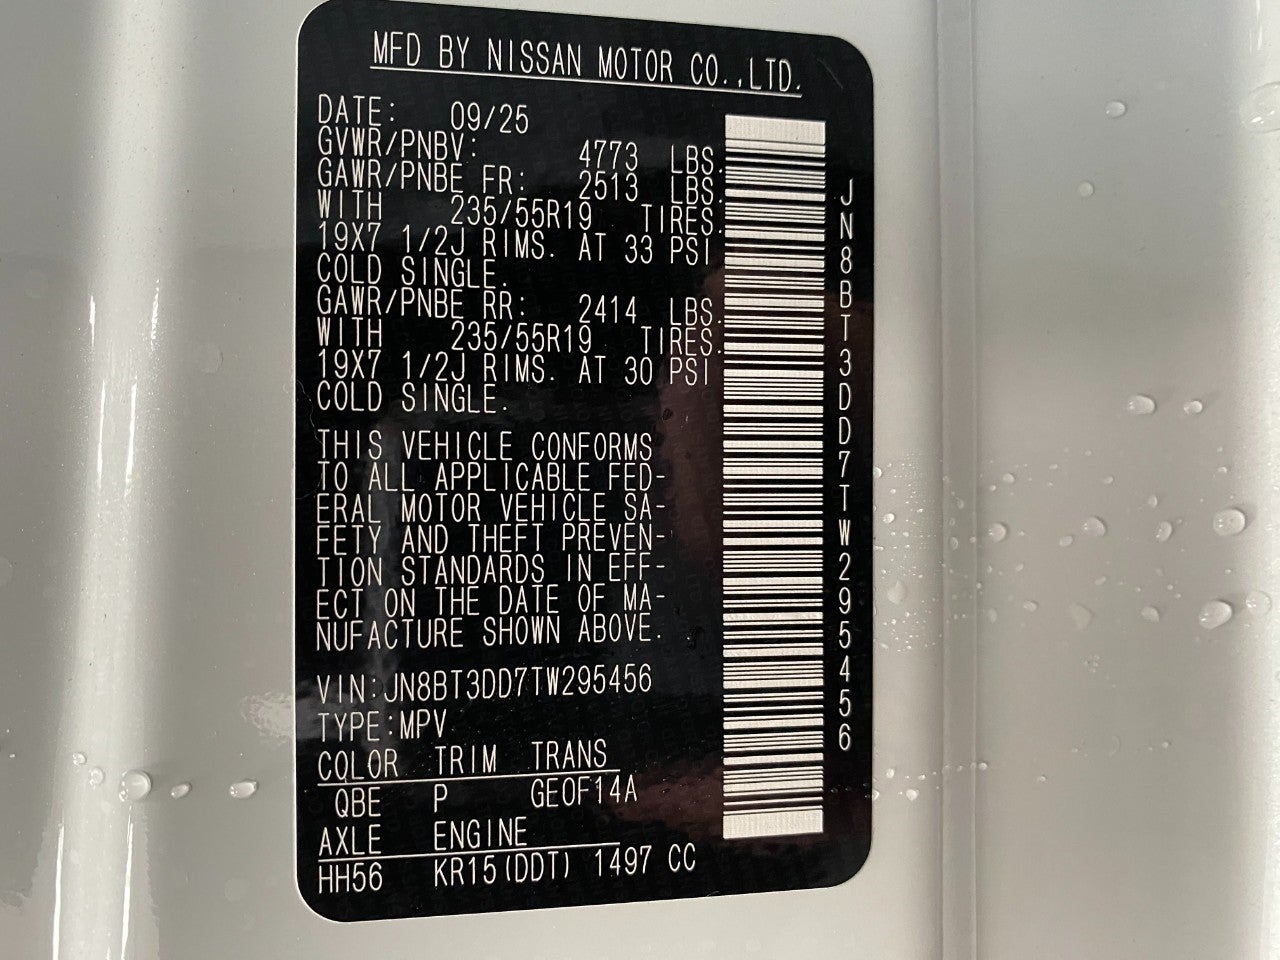 MFD BY NISSAN MOTOR CO.,LTD.
DATE: 09/25
GVWR/PNBV: 4773 LBS.
GAWR/PNBE FR: 2513 LBS.
WITH 235/55R19 TIRES.
19X7 1/2J RIMS. AT 33 PSI
COLD SINGLE.
GAWR/PNBE RR: 2414 LBS.
WITH 235/55R19 TIRES.
19X7 1/2J RIMS. AT 30 PSI
COLD SINGLE.
THIS VEHICLE CONFORMS
TO ALL APPLICABLE FED-
ERAL MOTOR VEHICLE SA-
FETY AND THEFT PREVEN-
TION STANDARDS IN EFF-
ECT ON THE DATE OF MA-
NUFACTURE SHOWN ABOVE.
VIN:JN8BT3DD7TW295456
TYPE:MPV
COLOR TRIM TRANS
QBE P GE0F14A
AXLE ENGINE
HH56 KR15(DDT) 1497 CC
JN8BT3DD7TW295456